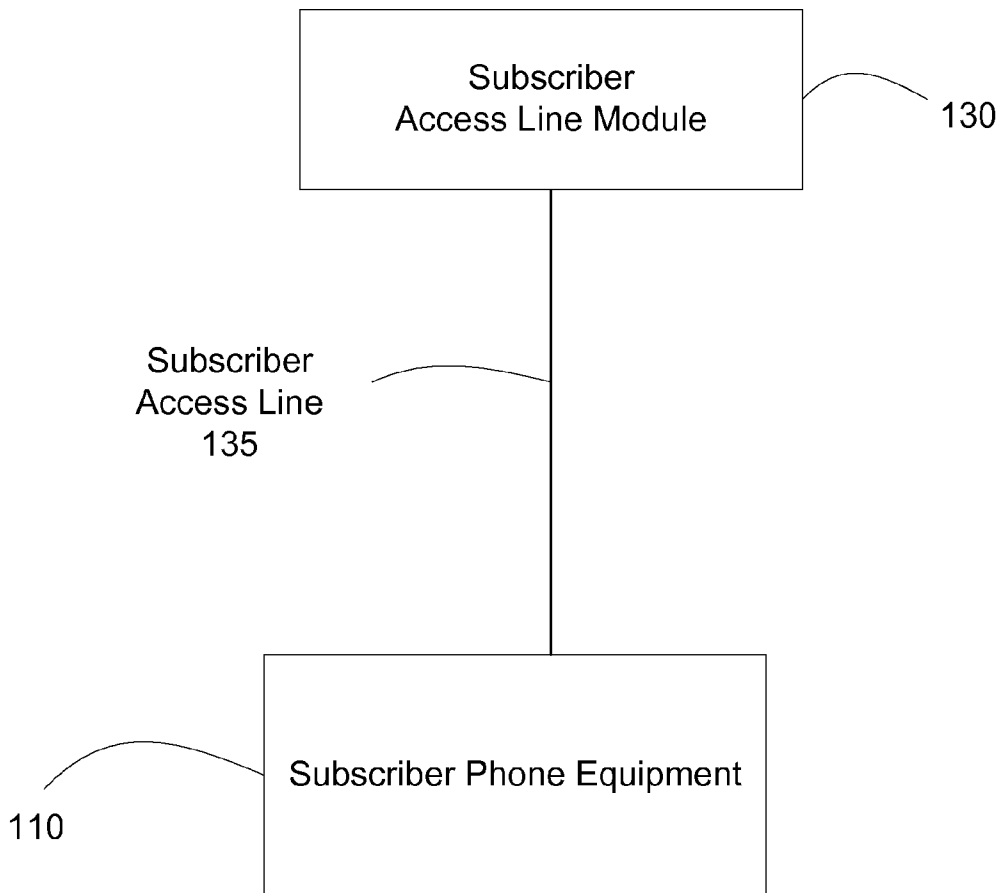 Subscriber
Access Line Module
130
Subscriber
Access Line
135
Subscriber Phone Equipment
110